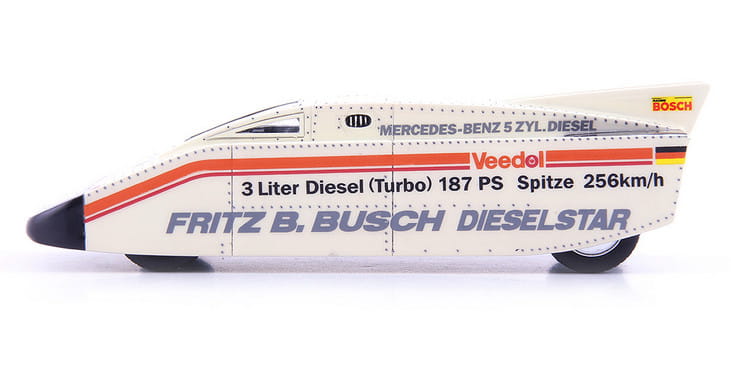 BOSCH
MERCEDES-BENZ 5 ZYL. DIESEL
Veedol
3 Liter Diesel (Turbo) 187 PS Spitze 256km/h
FRITZ B. BUSCH DIESELSTAR